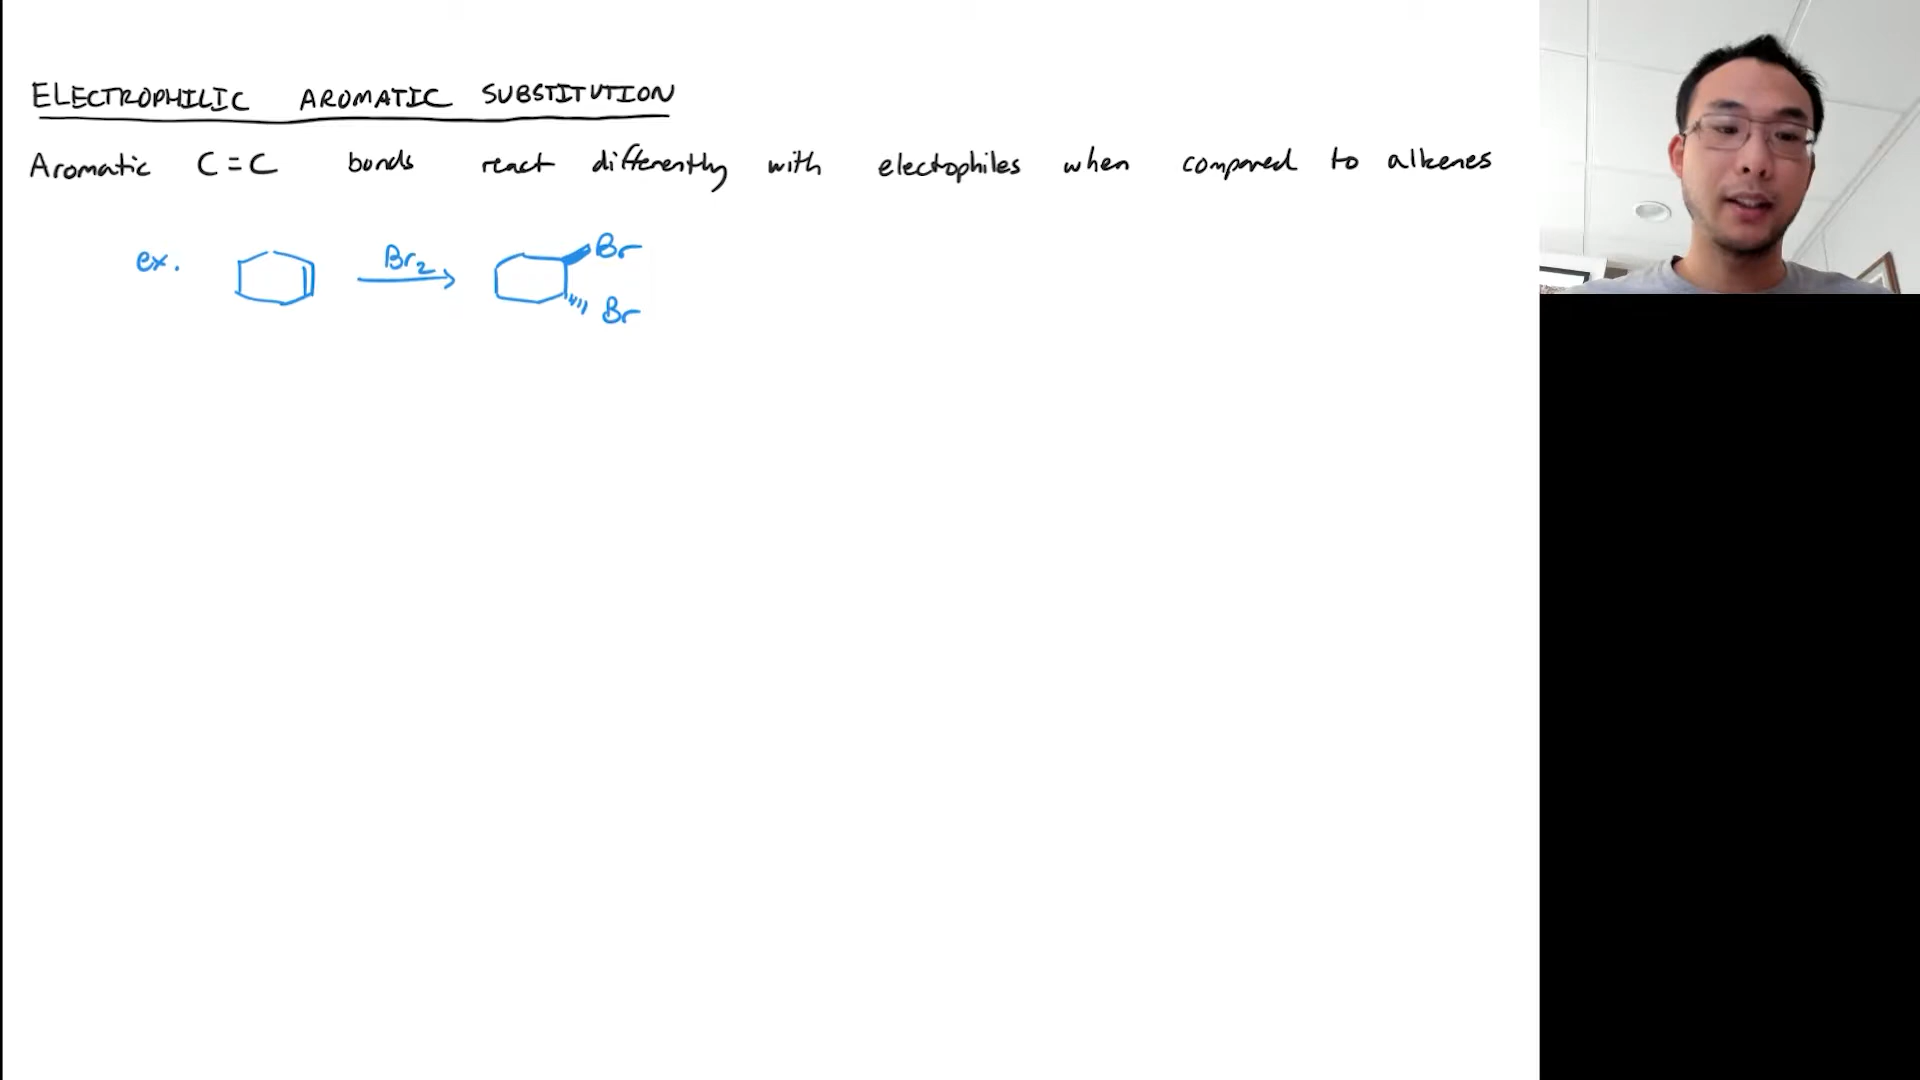 ELECTROPHILIC AROMATIC SUBSTITUTION
Aromatic C=C bonds react differently with electophiles when compared to alkenes
ex. Br2 Br
Br